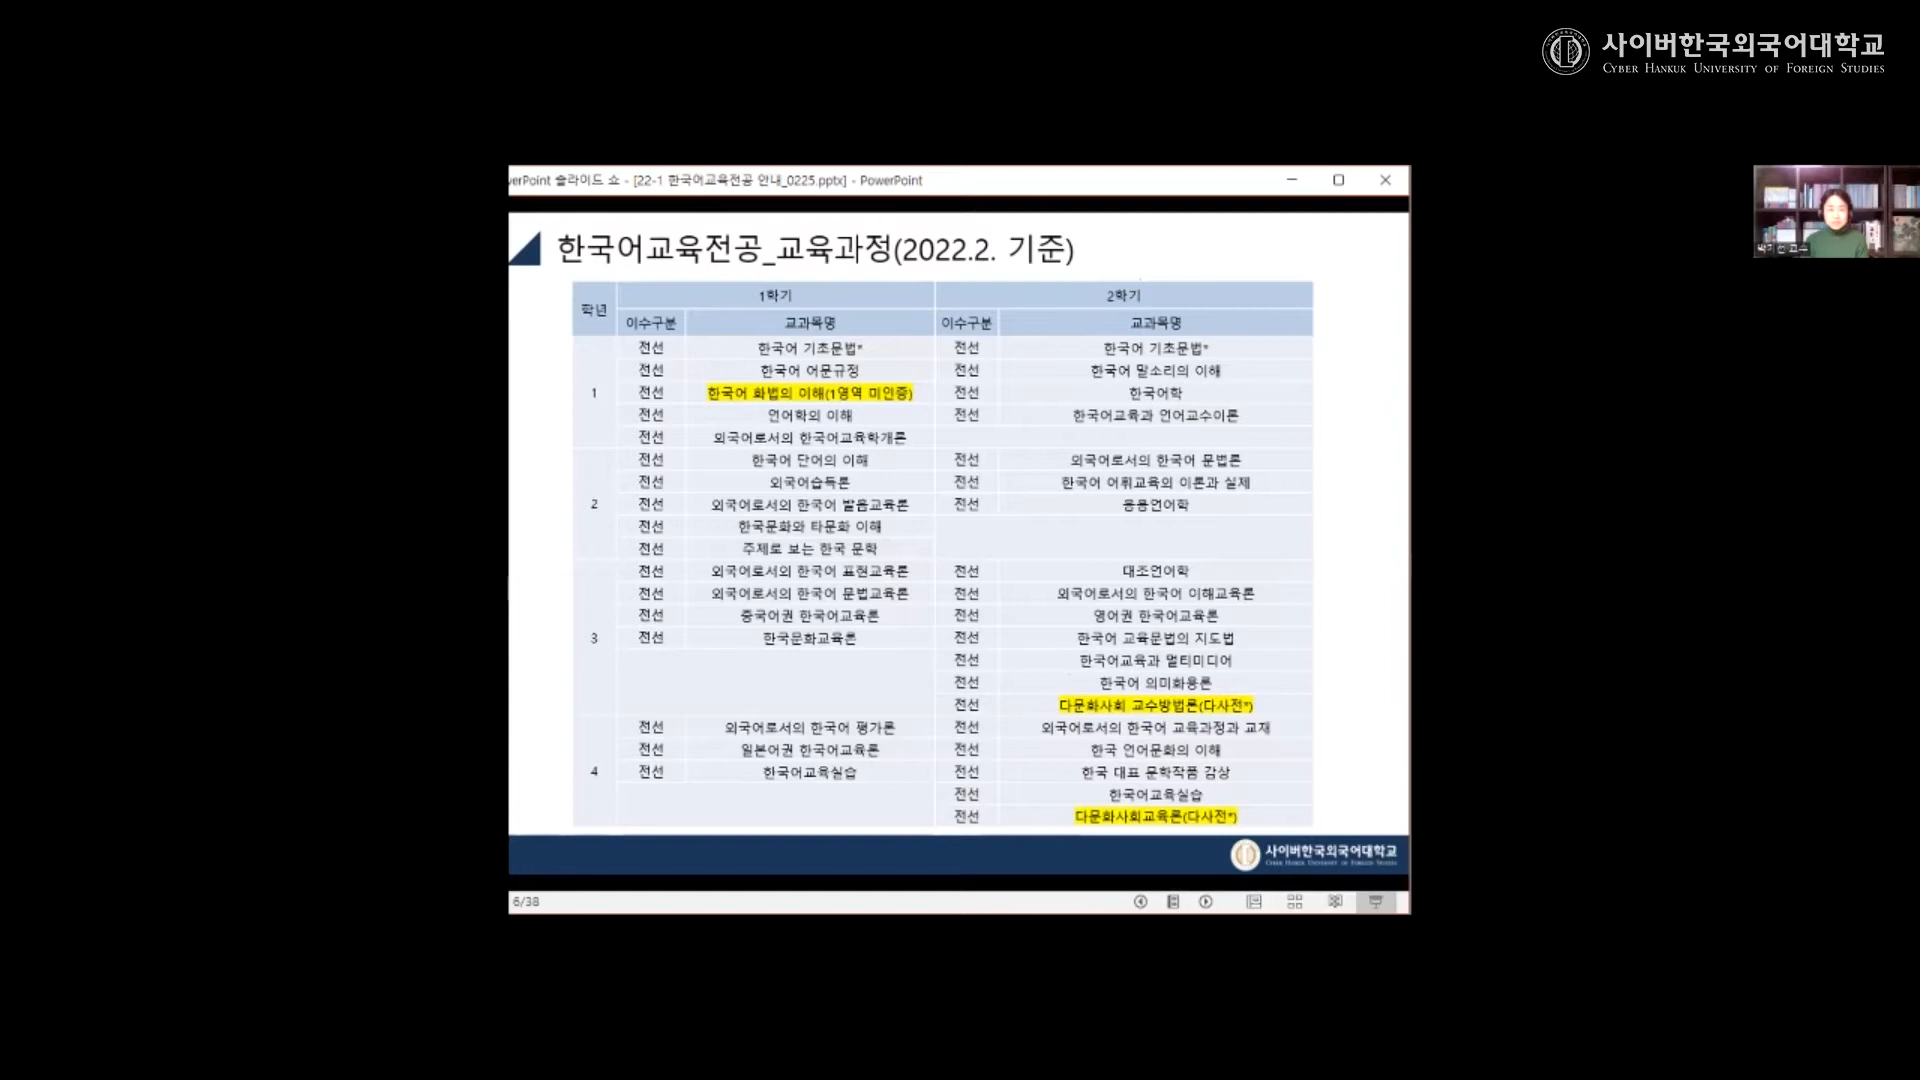 사이버한국외국어대학교
CYBER HANKUK UNIVERSITY OF FOREIGN STUDIES
verPoint 슬라이드 쇼 - [22-1 한국어교육전공 안내_0225.pptx] - PowerPoint
한국어교육전공_교육과정(2022.2. 기준)
학년 1학기 2학기
이수구분 교과목명 이수구분 교과목명
전선 한국어 기초문법* 전선 한국어 기초문법*
전선 한국어 어문규정 전선 한국어 말소리의 이해
1 전선 한국어 화법의 이해(1영역 미인증) 전선 한국어학
전선 언어학의 이해 전선 한국어교육과 언어교수이론
전선 외국어로서의 한국어교육학개론
전선 한국어 단어의 이해 전선 외국어로서의 한국어 문법론
전선 외국어습득론 전선 한국어 어휘교육의 이론과 실제
2 전선 외국어로서의 한국어 발음교육론 전선 응용언어학
전선 한국문화와 타문화 이해
전선 주제로 보는 한국 문학
전선 외국어로서의 한국어 표현교육론 전선 대조언어학
전선 외국어로서의 한국어 문법교육론 전선 외국어로서의 한국어 이해교육론
전선 중국어권 한국어교육론 전선 영어권 한국어교육론
3 전선 한국문화교육론 전선 한국어 교육문법의 지도법
전선 한국어교육과 멀티미디어
전선 한국어 의미화용론
전선 다문화사회 교수방법론(다사전*)
전선 외국어로서의 한국어 평가론 전선 외국어로서의 한국어 교육과정과 교재
전선 일본어권 한국어교육론 전선 한국 언어문화의 이해
4 전선 한국어교육실습 전선 한국 대표 문학작품 감상
전선 한국어교육실습
전선 다문화사회교육론(다사전*)
사이버한국외국어대학교
CYBER HANKUK UNIVERSITY OF FOREIGN STUDIES
6/38